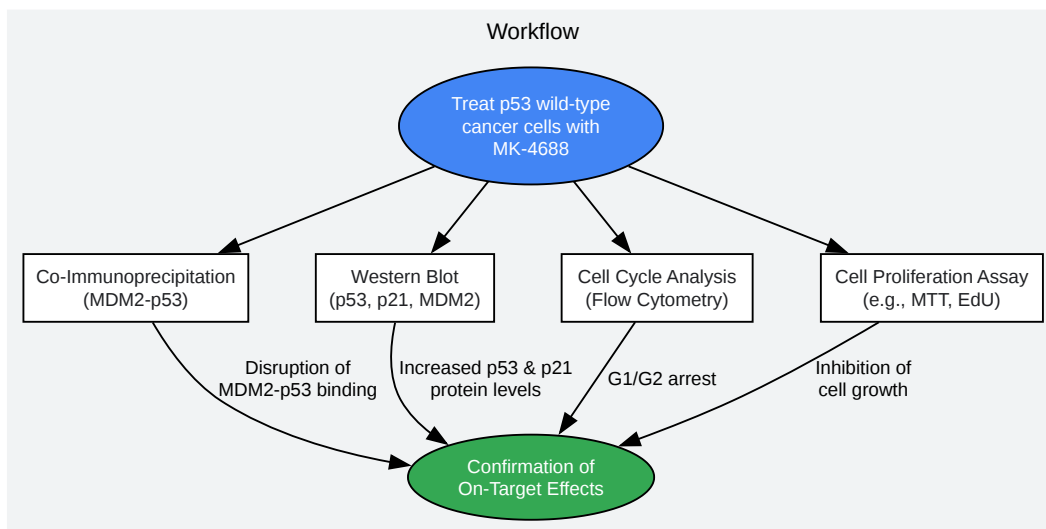 Workflow
Treat p53 wild-type
cancer cells with
MK-4688
Co-Immunoprecipitation
(MDM2-p53)
Western Blot
(p53, p21, MDM2)
Cell Cycle Analysis
(Flow Cytometry)
Cell Proliferation Assay
(e.g., MTT, EdU)
Disruption of
MDM2-p53 binding
Increased p53 & p21
protein levels
G1/G2 arrest
Inhibition of
cell growth
Confirmation of
On-Target Effects